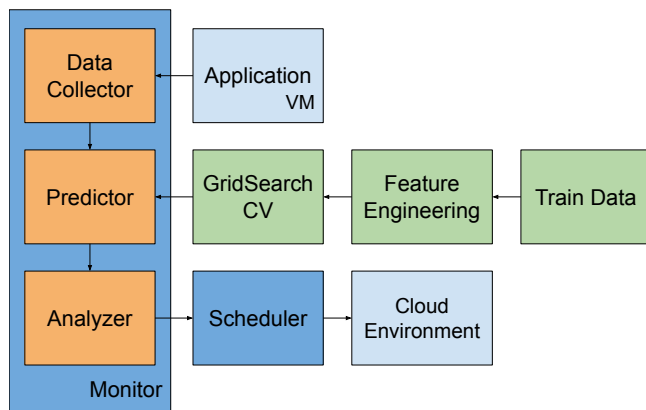 Data
Collector
Application
VM
Predictor
GridSearch
CV
Feature
Engineering
Train Data
Analyzer
Scheduler
Cloud
Environment
Monitor